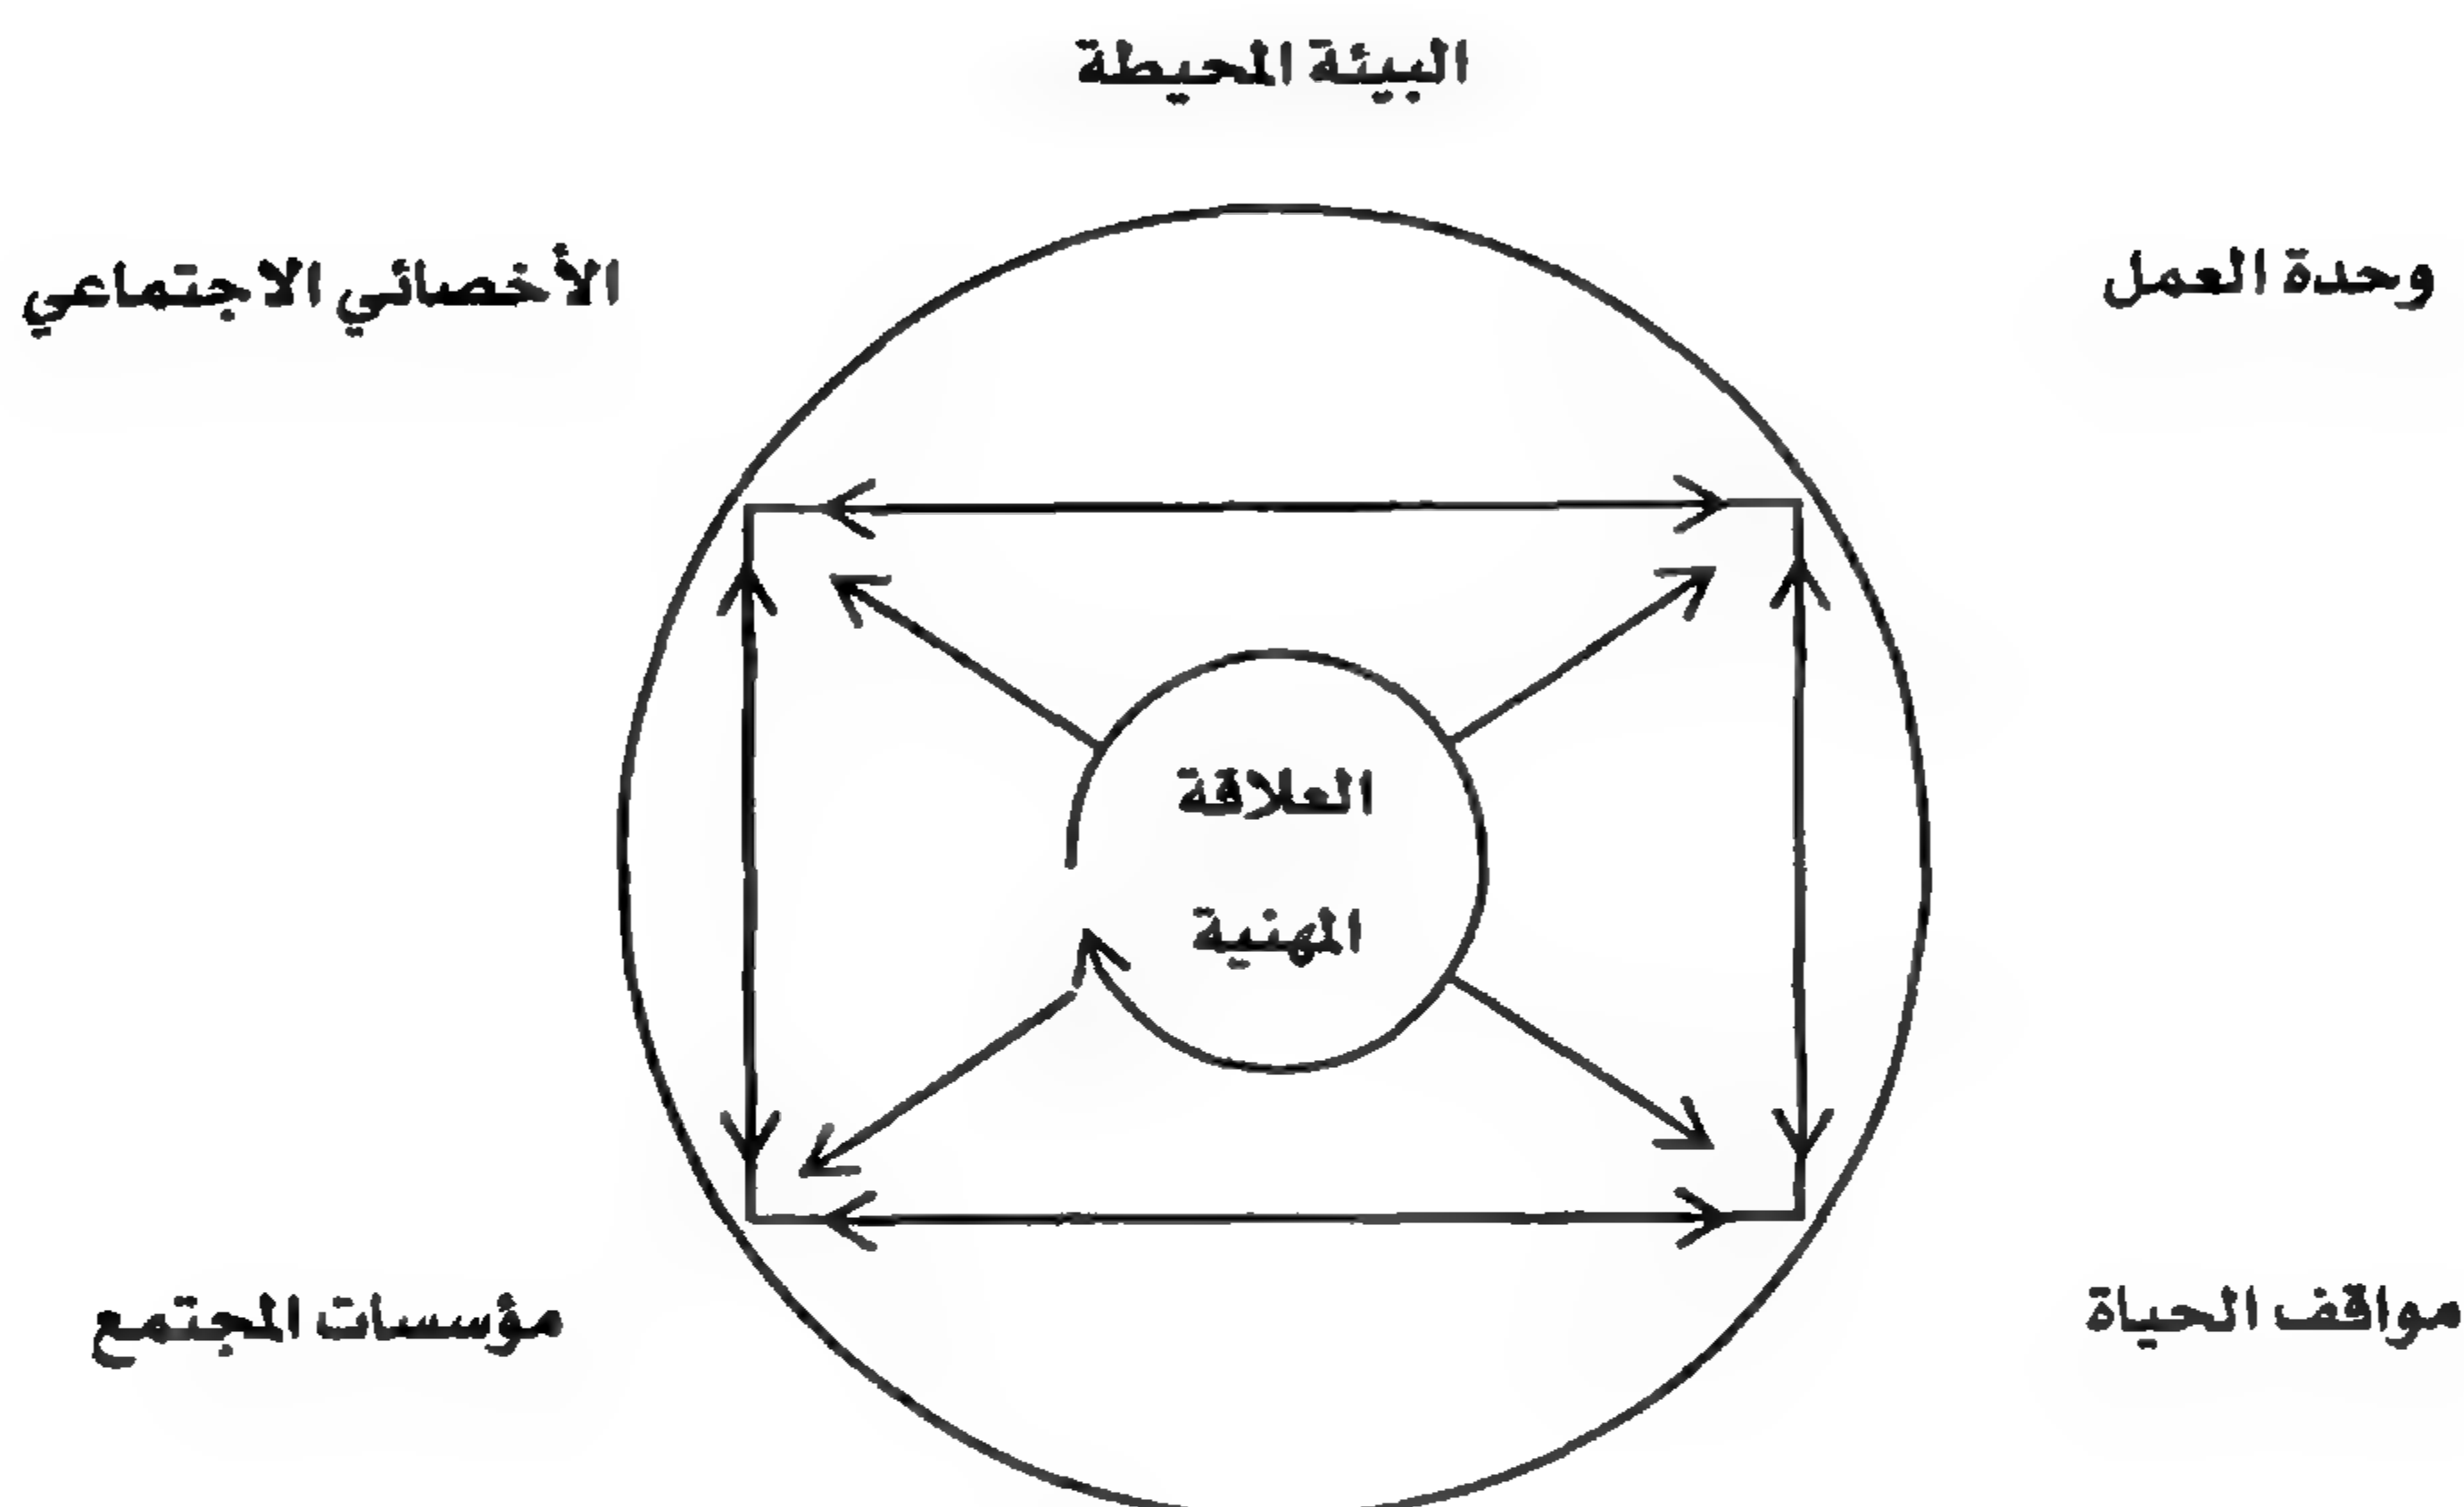 البيئة المحيطة
وحدة العمل
الأخصائي الاجتماعي
العلاقة
المهنية
مواقف الحياة
مؤسسات المجتمع